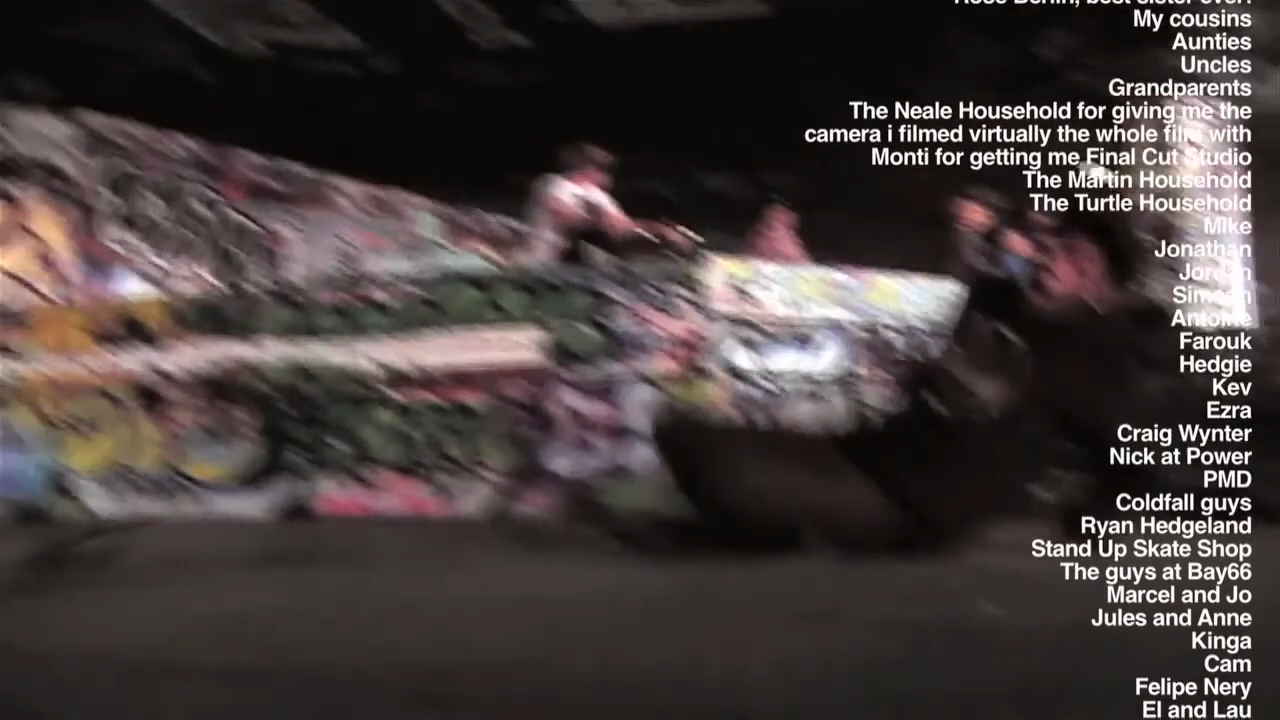 My cousins
Aunties
Uncles
Grandparents
The Neale Household for giving me the
camera i filmed virtually the whole film with
Monti for getting me Final Cut Studio
The Martin Household
The Turtle Household
Mike
Jonathan
Jordan
Simeon
Antoine
Farouk
Hedgie
Kev
Ezra
Craig Wynter
Nick at Power
PMD
Coldfall guys
Ryan Hedgeland
Stand Up Skate Shop
The guys at Bay66
Marcel and Jo
Jules and Anne
Kinga
Cam
Felipe Nery
El and Lau